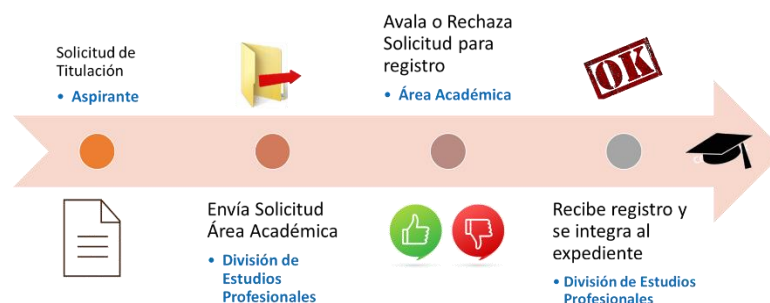 Solicitud de
Titulación
• Aspirante
Envía Solicitud
Área Académica
• División de
Estudios
Profesionales
Avala o Rechaza
Solicitud para
registro
• Área Académica
OK
Recibe registro y
se integra al
expediente
• División de Estudios
Profesionales